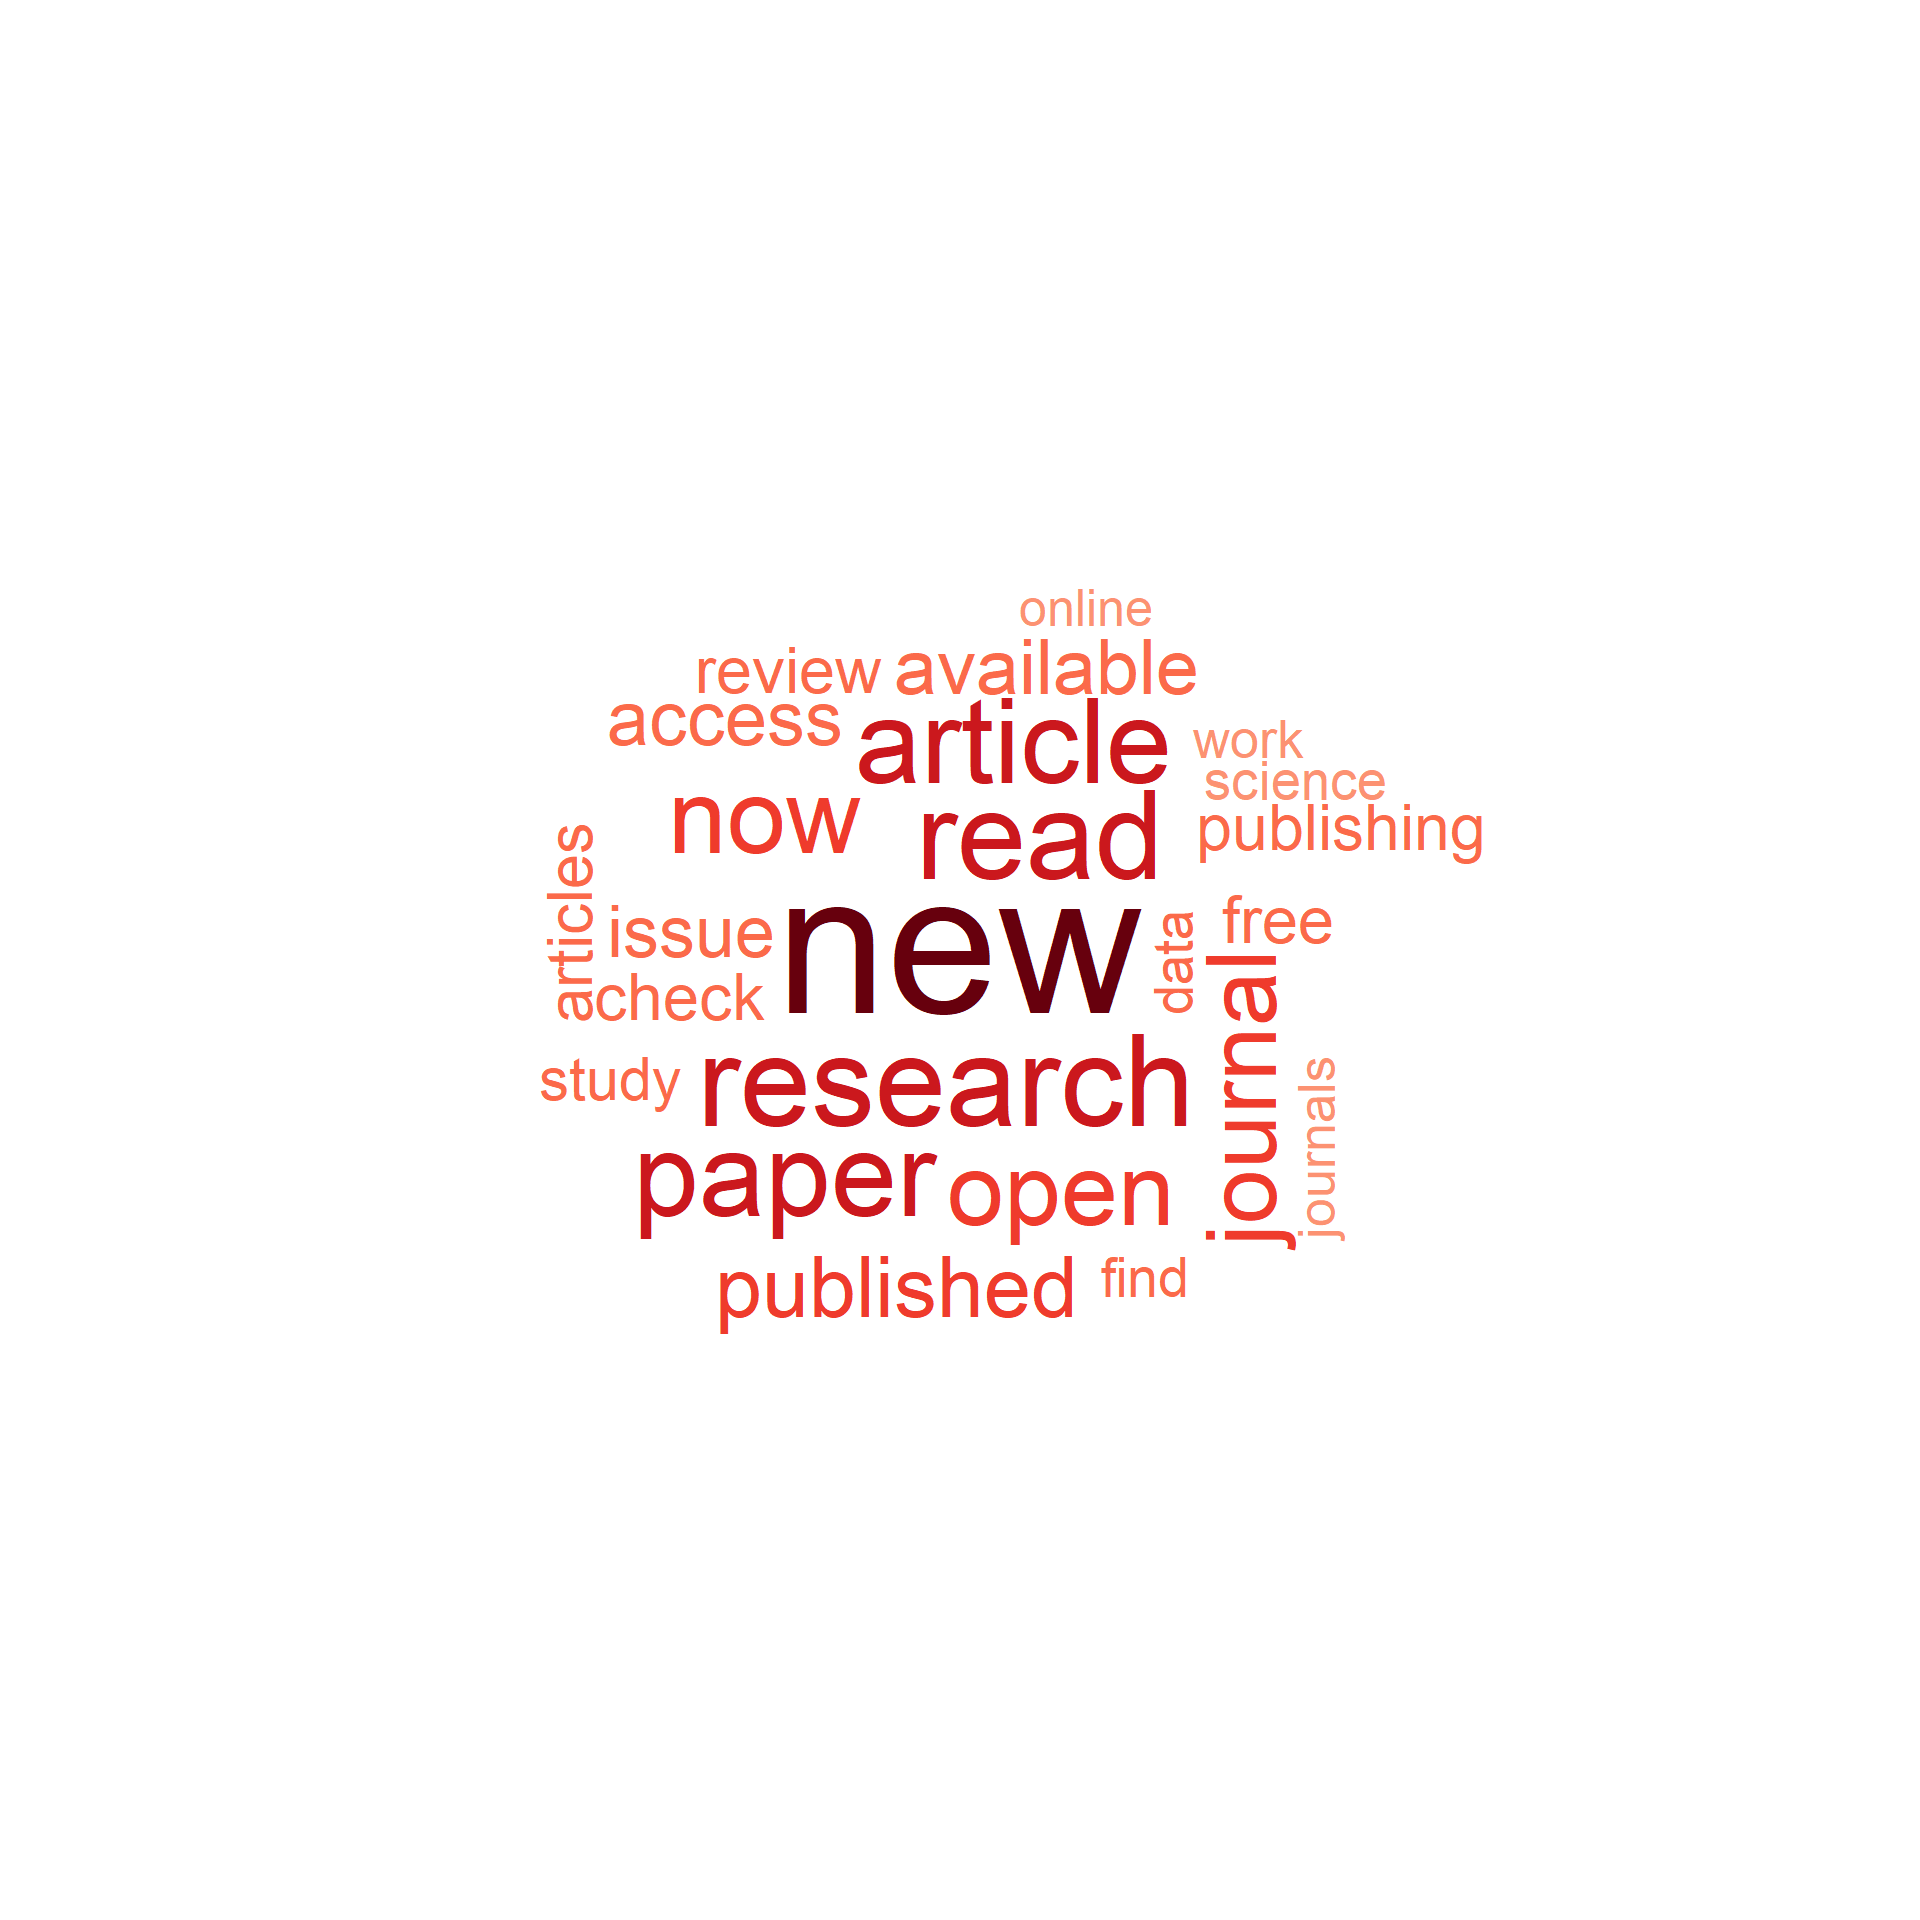 online
review available
access article
work
science
now read publishing
articles
issue new data free
check
journal
study research
journals
paper open
published find